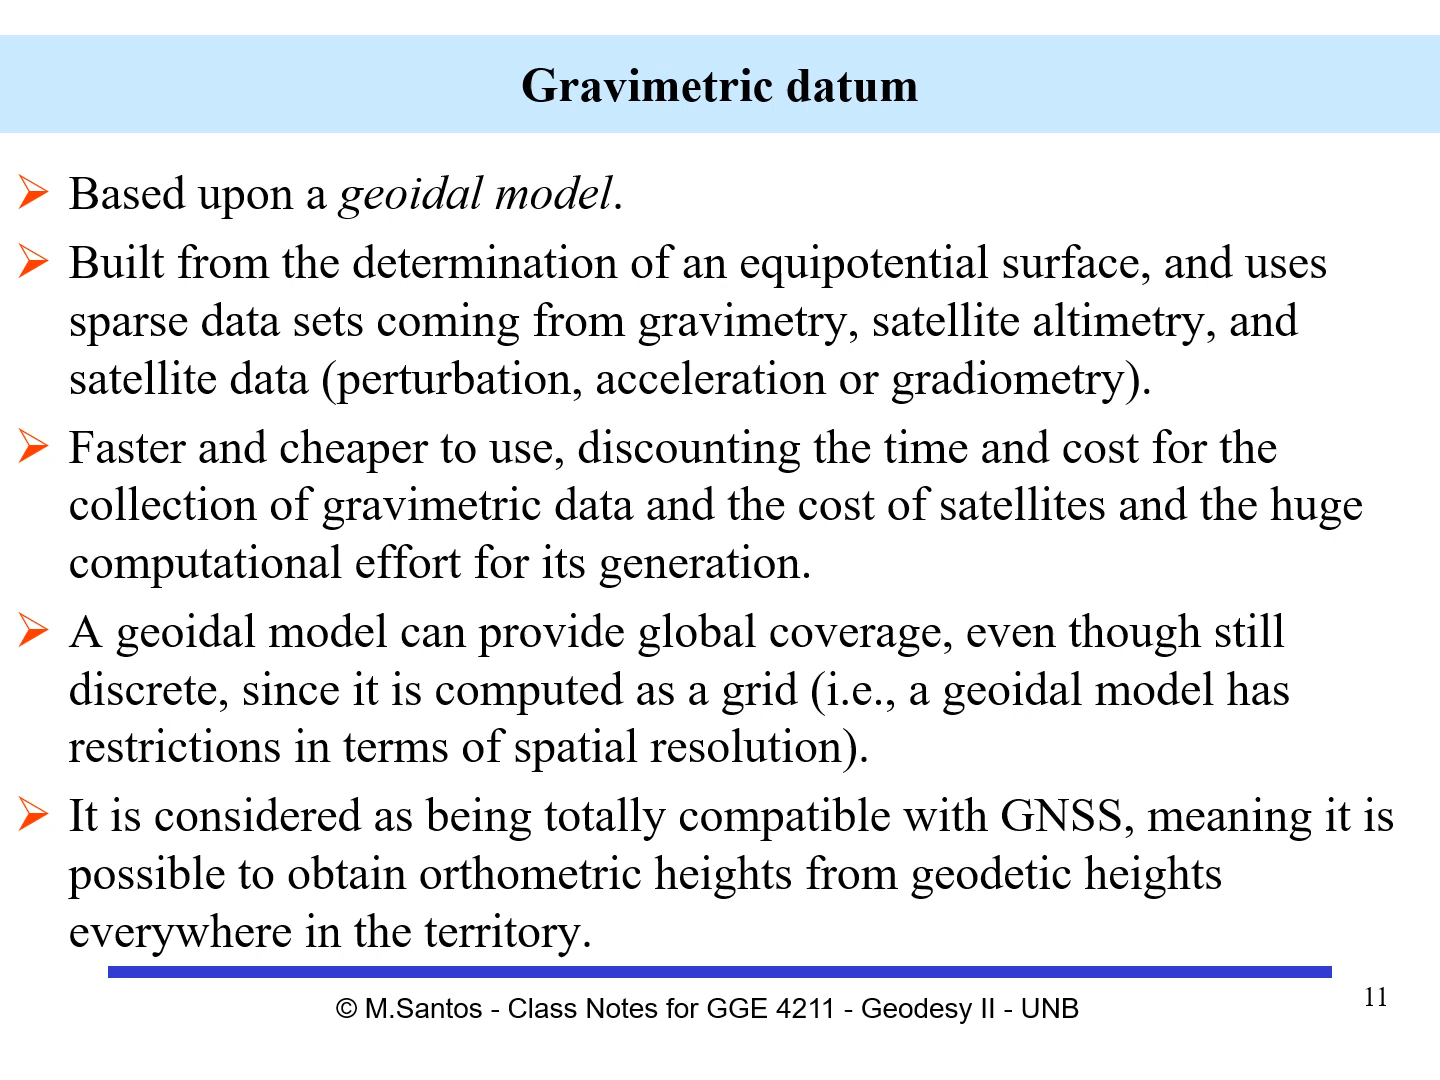 Gravimetric datum
Based upon a geoidal model.
Built from the determination of an equipotential surface, and uses
sparse data sets coming from gravimetry, satellite altimetry, and
satellite data (perturbation, acceleration or gradiometry).
Faster and cheaper to use, discounting the time and cost for the
collection of gravimetric data and the cost of satellites and the huge
computational effort for its generation.
A geoidal model can provide global coverage, even though still
discrete, since it is computed as a grid (i.e., a geoidal model has
restrictions in terms of spatial resolution).
It is considered as being totally compatible with GNSS, meaning it is
possible to obtain orthometric heights from geodetic heights
everywhere in the territory.
© M.Santos - Class Notes for GGE 4211 - Geodesy II - UNB
11